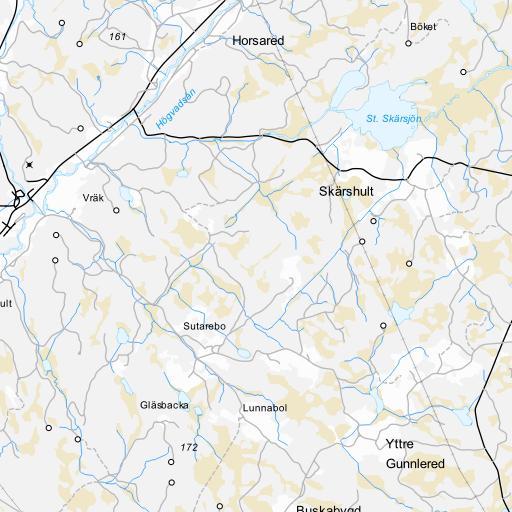 Böket
161
Horsared
Högvadsån
St. Skärsjön
Skärshult
Vräk
ult
Sutarebo
Gläsbacka
Lunnabol
172
Yttre
Gunnlered
Buskabygd